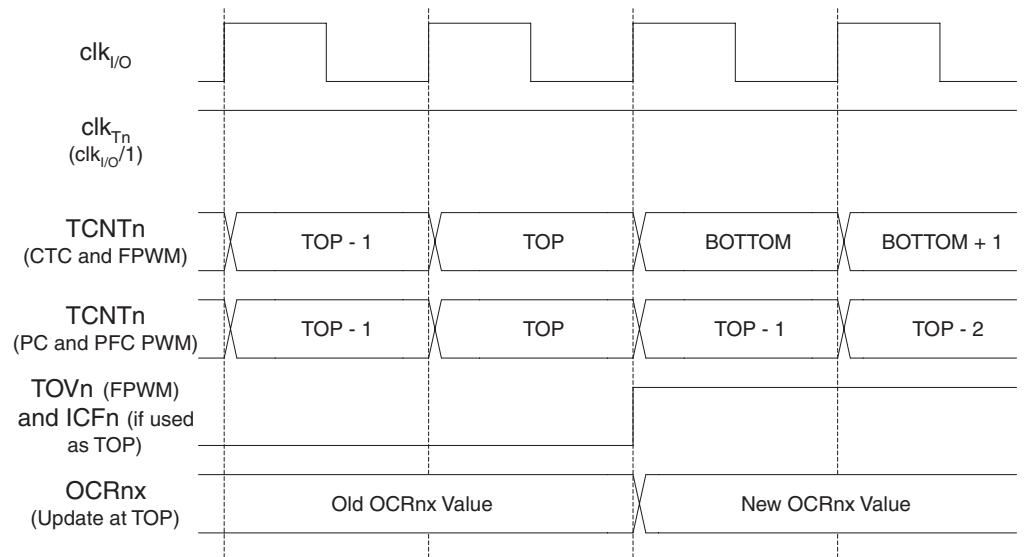 clkI/O
clkTn
(clkI/O/1)
TCNTn
(CTC and FPWM)
TOP - 1
TOP
BOTTOM
BOTTOM + 1
TCNTn
(PC and PFC PWM)
TOP - 1
TOP
TOP - 1
TOP - 2
TOVn (FPWM)
and ICFn (if used
as TOP)
OCRnx
(Update at TOP)
Old OCRnx Value
New OCRnx Value